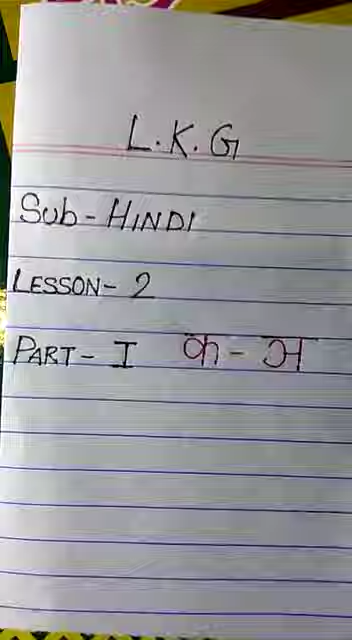 L.K.G
Sub - HINDI
LESSON - 2
PART - I क - ञ